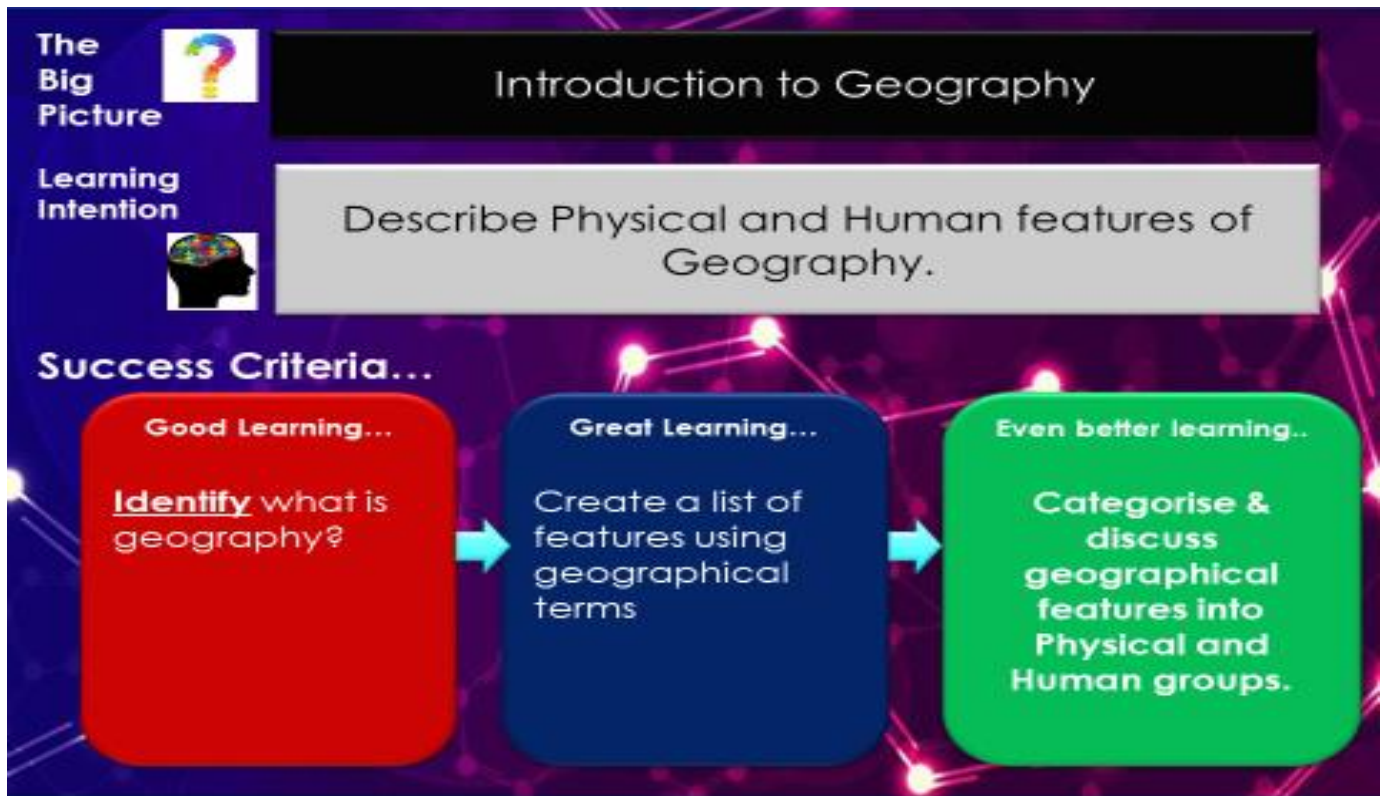 The
Big
Picture
Introduction to Geography
Learning
Intention
Describe Physical and Human features of
Geography.
Success Criteria...
Good Learning...
Identify what is
geography?
Great Learning...
Create a list of
features using
geographical
terms
Even better learning..
Categorise &
discuss
geographical
features into
Physical and
Human groups.